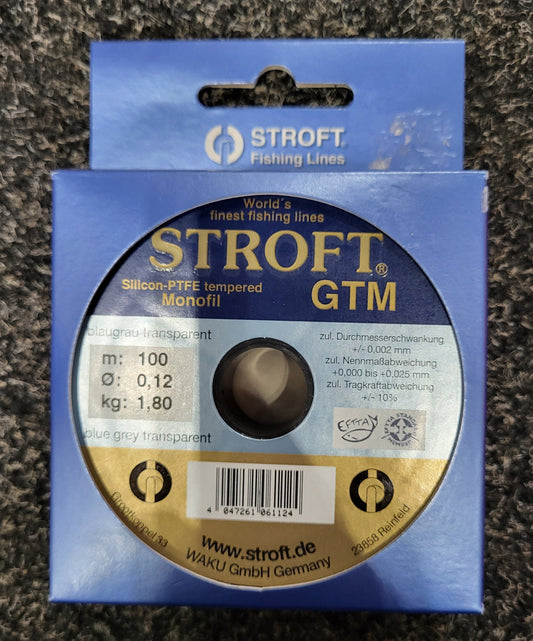 STROFT®
Fishing Lines
World´s
finest fishing lines
STROFT®
Silicon-PTFE tempered
Monofil
GTM
blaugrau transparent
m: 100
Ø: 0,12
kg: 1,80
blue grey transparent
zul. Durchmesserschwankung
+/- 0,002 mm
zul. Nennmaßabweichung
+0,000 bis +0,025 mm
zul. Tragkraftabweichung
+/- 10%
EFTTA
4 047261 061124
Grootkoppel 33
www.stroft.de
WAKU GmbH Germany
23858 Reinfeld